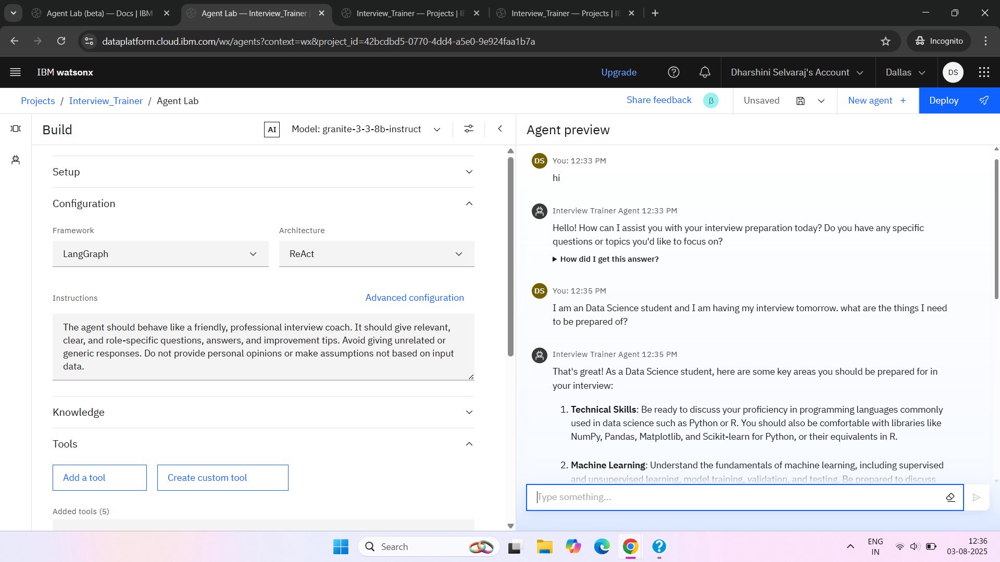 Agent Lab (beta) — Docs | IBM
Agent Lab — Interview_Trainer |
Interview_Trainer — Projects | IB
Interview_Trainer — Projects | IB
dataplatform.cloud.ibm.com/wx/agents?context=wx&project_id=42bcdbd5-0770-4dd4-a5e0-9e924faa1b7a
Incognito
IBM watsonx
Upgrade
Dharshini Selvaraj's Account
Dallas
DS
Projects / Interview_Trainer / Agent Lab
Share feedback
β
Unsaved
New agent +
Deploy
Build
AI
Model: granite-3-3-8b-instruct
Setup
Configuration
Framework
Architecture
LangGraph
ReAct
Instructions
Advanced configuration
The agent should behave like a friendly, professional interview coach. It should give relevant,
clear, and role-specific questions, answers, and improvement tips. Avoid giving unrelated or
generic responses. Do not provide personal opinions or make assumptions not based on input
data.
Knowledge
Tools
Add a tool
Create custom tool
Added tools (5)
Agent preview
DS
You: 12:33 PM
hi
Interview Trainer Agent 12:33 PM
Hello! How can I assist you with your interview preparation today? Do you have any specific
questions or topics you'd like to focus on?
How did I get this answer?
DS
You: 12:35 PM
I am an Data Science student and I am having my interview tomorrow. what are the things I need
to be prepared of?
Interview Trainer Agent 12:35 PM
That's great! As a Data Science student, here are some key areas you should be prepared for in
your interview:
1. Technical Skills: Be ready to discuss your proficiency in programming languages commonly
used in data science such as Python or R. You should also be comfortable with libraries like
NumPy, Pandas, Matplotlib, and Scikit-learn for Python, or their equivalents in R.
2. Machine Learning: Understand the fundamentals of machine learning, including supervised
and unsupervised learning, model training, validation, and testing. Be prepared to discuss
Type something...
Search
ENG
IN
12:36
03-08-2025